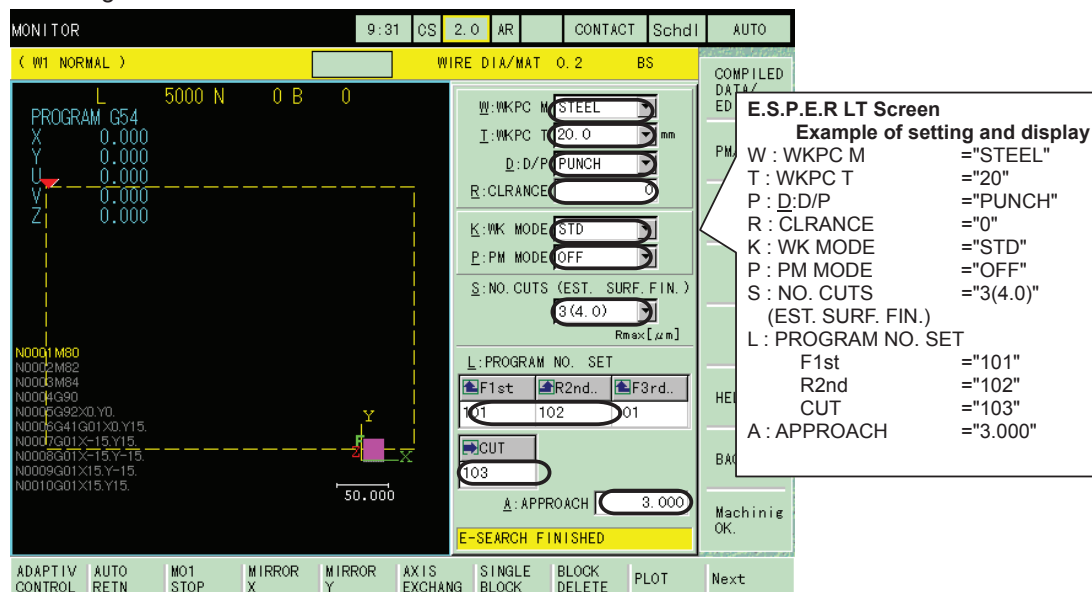 MONITOR 9:31 CS 2.0 AR CONTACT Schdl AUTO
( W1 NORMAL ) WIRE DIA/MAT 0.2 BS
L 5000 N 0 B 0
PROGRAM G54
X 0.000
Y 0.000
U 0.000
V 0.000
Z 0.000
N0001M80
N0002M82
N0003M84
N0004G90
N0005G92X0.Y0.
N0006G41G01X0.Y15.
N0007G01X-15.Y15.
N0008G01X-15.Y-15.
N0009G01X15.Y-15.
N0010G01X15.Y15.
Y
Z X
50.000
W:WKPC M STEEL
T:WKPC T 20.0 mm
D:D/P PUNCH
R:CLRANCE 0
K:WK MODE STD
P:PM MODE OFF
S:NO.CUTS (EST. SURF.FIN.)
3(4.0)
Rmax[μm]
L:PROGRAM NO. SET
F1st R2nd.. F3rd..
101 102 01
CUT
103
A:APPROACH 3.000
E-SEARCH FINISHED
COMPILED
DATA/
ED
PM
HE
BA
Machinig
OK.
E.S.P.E.R LT Screen
Example of setting and display
W : WKPC M ="STEEL"
T : WKPC T ="20"
P : D:D/P ="PUNCH"
R : CLRANCE ="0"
K : WK MODE ="STD"
P : PM MODE ="OFF"
S : NO. CUTS ="3(4.0)"
(EST. SURF. FIN.)
L : PROGRAM NO. SET
F1st ="101"
R2nd ="102"
CUT ="103"
A : APPROACH ="3.000"
ADAPTIV CONTROL AUTO RETN MO1 STOP MIRROR X MIRROR Y AXIS EXCHANG SINGLE BLOCK BLOCK DELETE PLOT Next